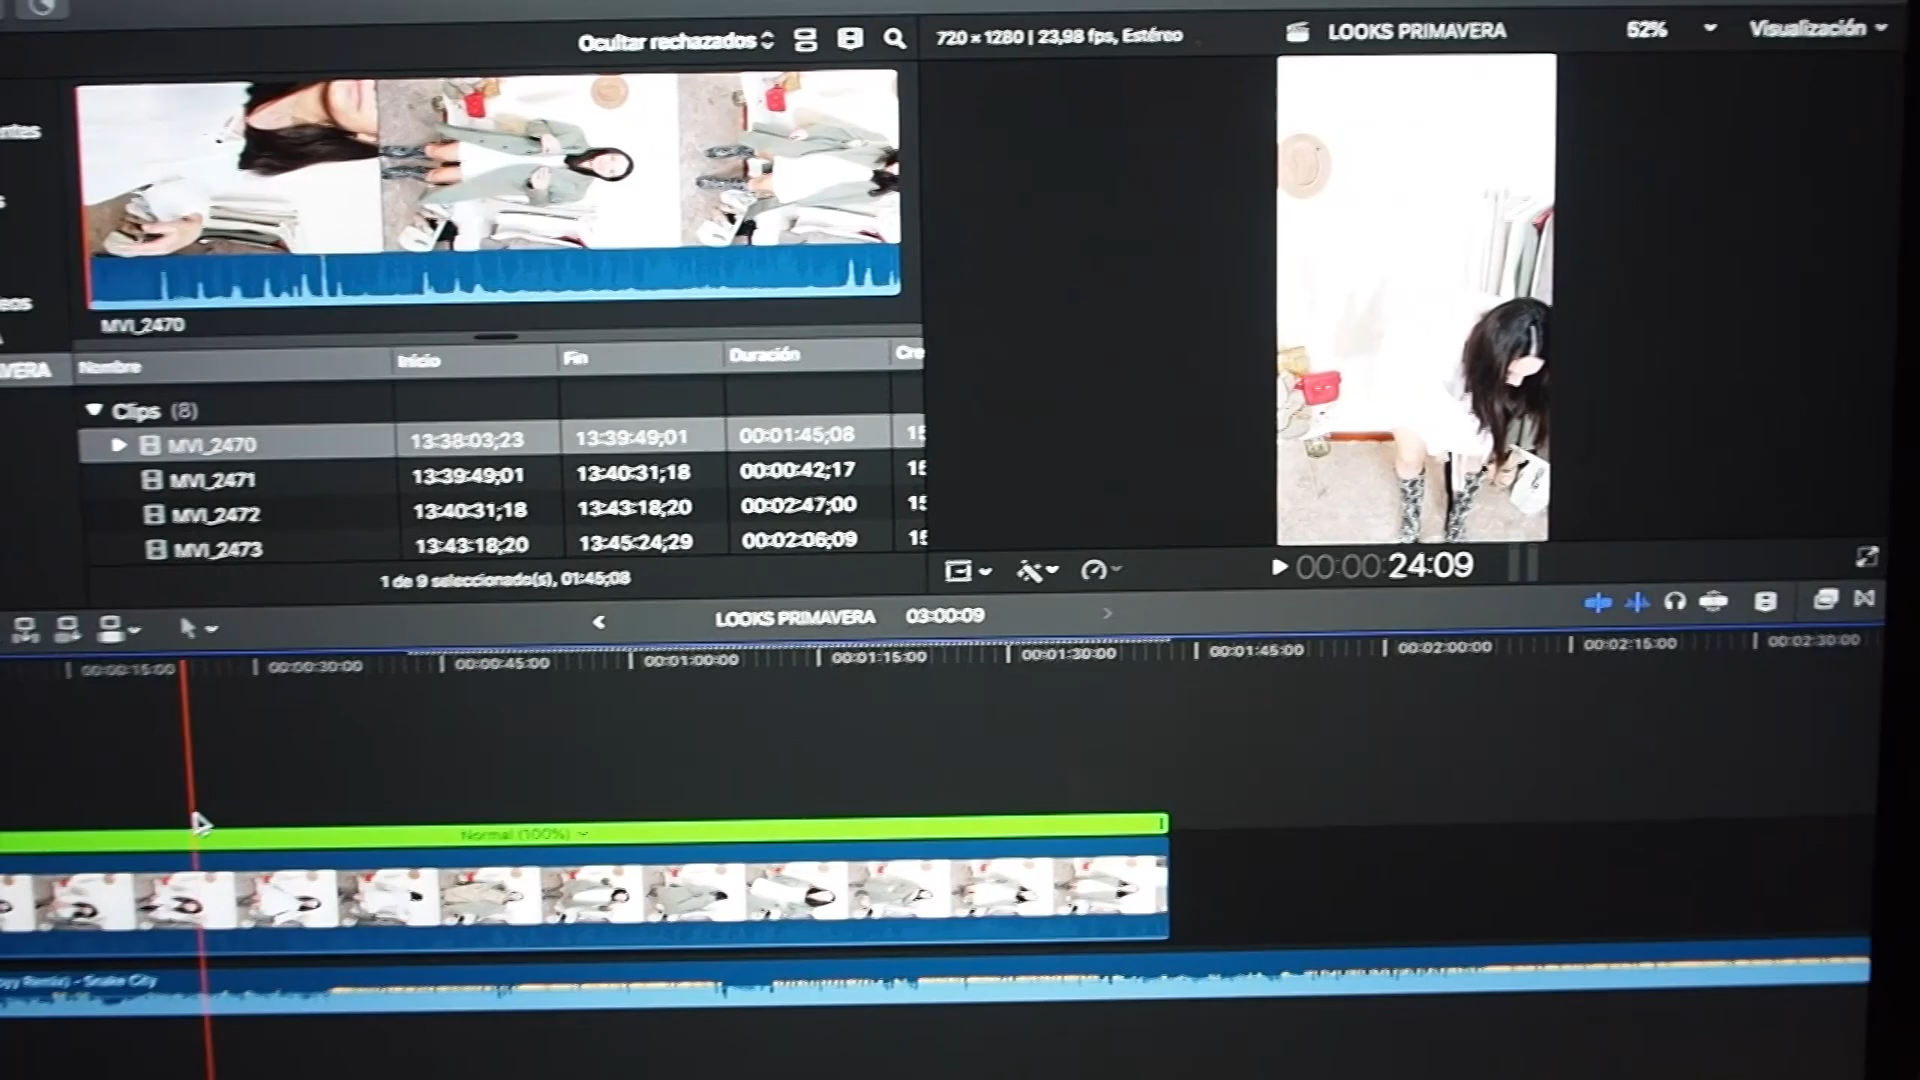 Ocultar rechazados
720 × 1280 | 23,98 fps, Estéreo
LOOKS PRIMAVERA
52%
Visualización
MVI_2470
Nombre Inicio Fin Duración Cre
Clips (8)
MVI_2470 13:38:03;23 13:39:49;01 00:01:45;08 15
MVI_2471 13:39:49;01 13:40:31;18 00:00:42;17 15
MVI_2472 13:40:31;18 13:43:18;20 00:02:47;00 15
MVI_2473 13:43:18;20 13:45:24;29 00:02:06;09 15
1 de 9 seleccionado(s), 01:45;08
00:00:24:09
LOOKS PRIMAVERA 03:00:09
00:00:15:00 00:00:30:00 00:00:45:00 00:01:00:00 00:01:15:00 00:01:30:00 00:01:45:00 00:02:00:00 00:02:15:00 00:02:30:00
Normal (100%)
Remix) - Snake City